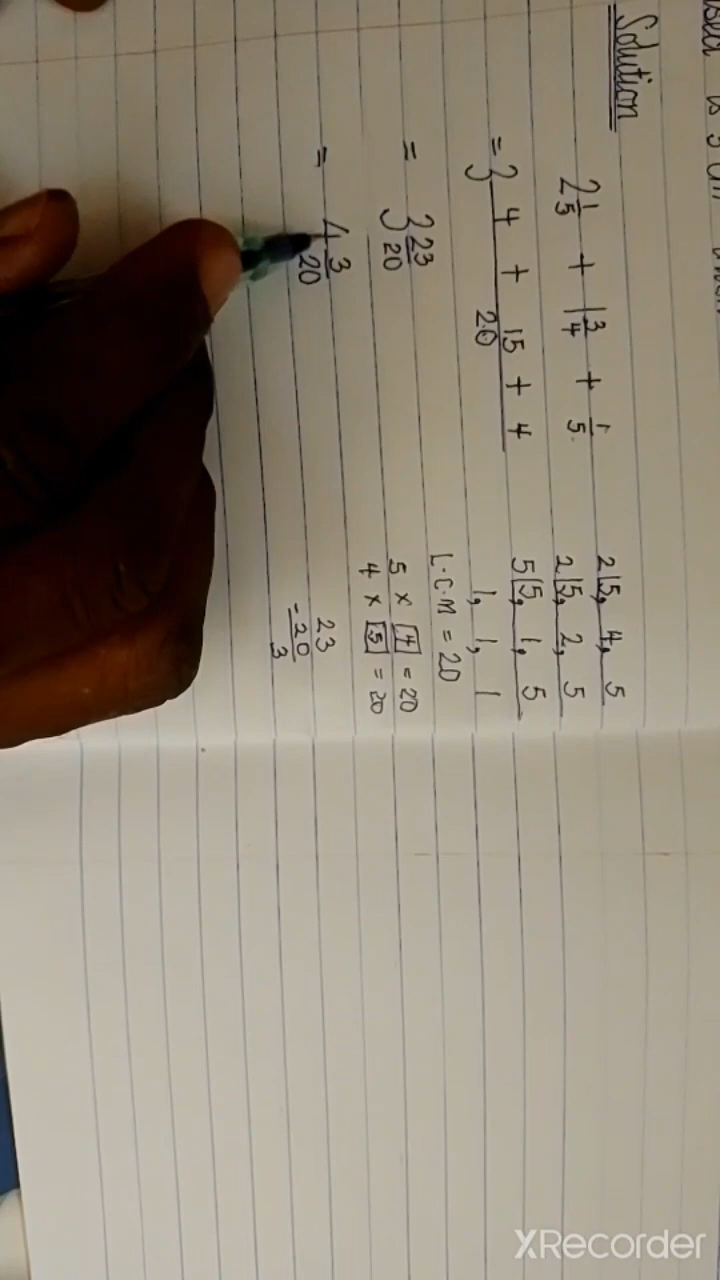 Solution
2 1/5 + 1 3/4 + 1/5
= 3 4 + 15 + 4
20
= 3 23/20
= 4 3/20
2|5, 4, 5
2|5, 2, 5
5|5, 1, 5
1, 1, 1
L.C.M = 20
5 × 4 = 20
4 × 5 = 20
23
-20
3
XRecorder